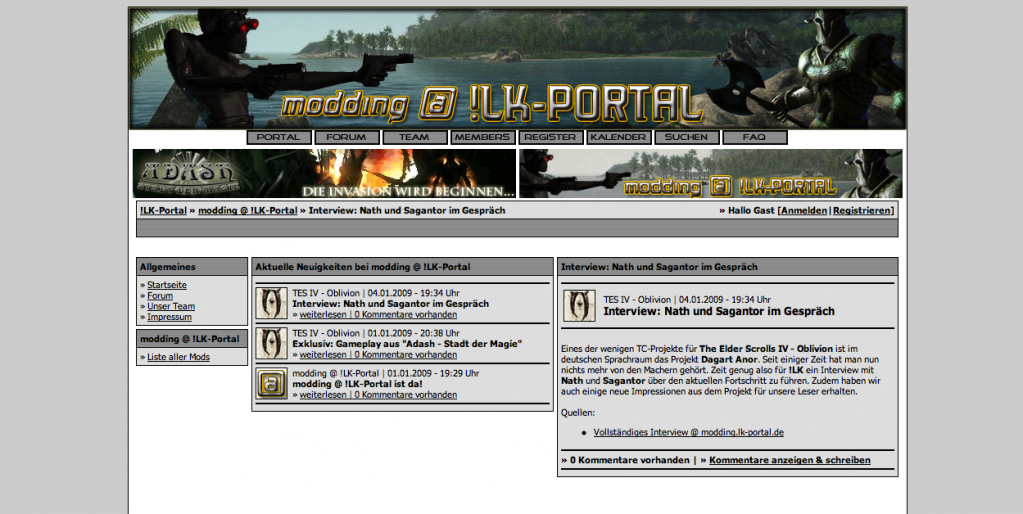 modding @ !LK-PORTAL
PORTAL
FORUM
TEAM
MEMBERS
REGISTER
KALENDER
SUCHEN
FAQ
ADASH
DIE INVASION WIRD BEGINNEN...
modding @ !LK-PORTAL
!LK-Portal » modding @ !LK-Portal » Interview: Nath und Sagantor im Gespräch
» Hallo Gast [Anmelden|Registrieren]
Allgemeines
» Startseite
» Forum
» Unser Team
» Impressum
modding @ !LK-Portal
» Liste aller Mods
Aktuelle Neuigkeiten bei modding @ !LK-Portal
TES IV - Oblivion | 04.01.2009 - 19:34 Uhr
Interview: Nath und Sagantor im Gespräch
» weiterlesen | 0 Kommentare vorhanden
TES IV - Oblivion | 01.01.2009 - 20:38 Uhr
Exklusiv: Gameplay aus "Adash - Stadt der Magie"
» weiterlesen | 0 Kommentare vorhanden
modding @ !LK-Portal | 01.01.2009 - 19:29 Uhr
modding @ !LK-Portal ist da!
» weiterlesen | 0 Kommentare vorhanden
Interview: Nath und Sagantor im Gespräch
TES IV - Oblivion | 04.01.2009 - 19:34 Uhr
Interview: Nath und Sagantor im Gespräch
Eines der wenigen TC-Projekte für The Elder Scrolls IV - Oblivion ist im
deutschen Sprachraum das Projekt Dagart Anor. Seit einiger Zeit hat man nun
nichts mehr von den Machern gehört. Zeit genug also für !LK ein Interview mit
Nath und Sagantor über den aktuellen Fortschritt zu führen. Zudem haben wir
auch einige neue Impressionen aus dem Projekt für unsere Leser erhalten.
Quellen:
• Vollständiges Interview @ modding.lk-portal.de
» 0 Kommentare vorhanden | » Kommentare anzeigen & schreiben